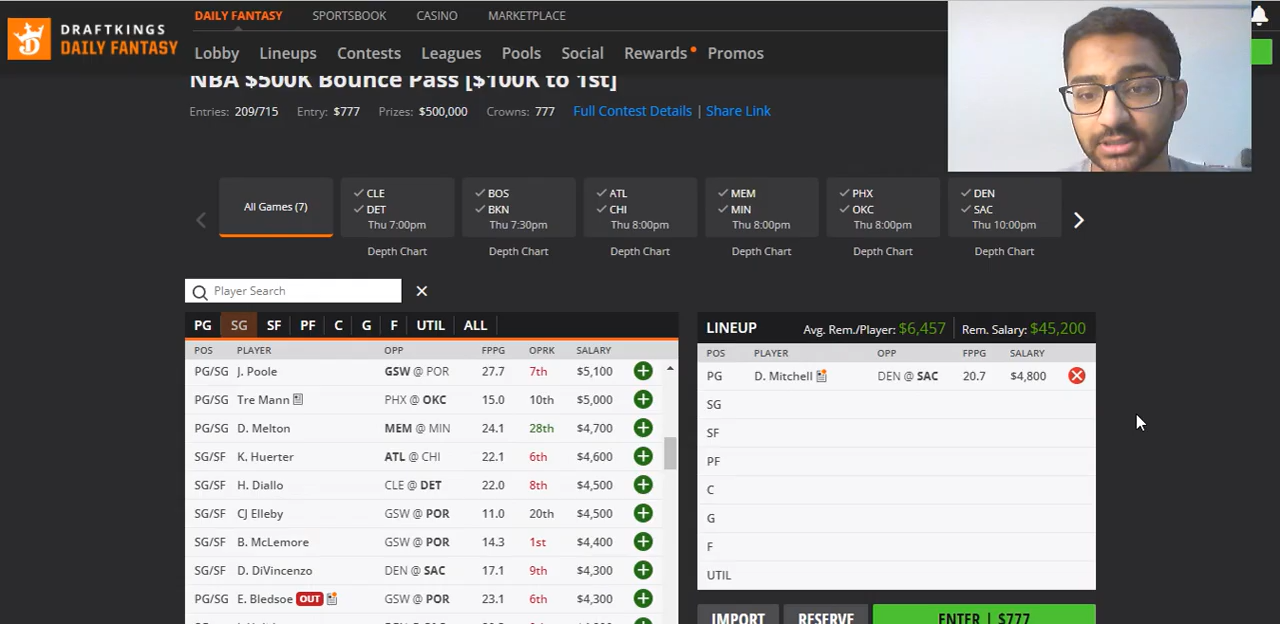 DAILY FANTASY SPORTSBOOK CASINO MARKETPLACE
DRAFTKINGS
DAILY FANTASY
Lobby Lineups Contests Leagues Pools Social Rewards Promos
NBA $500K Bounce Pass [$100K to 1st]
Entries: 209/715 Entry: $777 Prizes: $500,000 Crowns: 777 Full Contest Details | Share Link
All Games (7)
CLE
DET
Thu 7:00pm
Depth Chart
BOS
BKN
Thu 7:30pm
Depth Chart
ATL
CHI
Thu 8:00pm
Depth Chart
MEM
MIN
Thu 8:00pm
Depth Chart
PHX
OKC
Thu 8:00pm
Depth Chart
DEN
SAC
Thu 10:00pm
Depth Chart
Player Search
PG SG SF PF C G F UTIL ALL
POS PLAYER OPP FPPG OPRK SALARY
PG/SG J. Poole GSW @ POR 27.7 7th $5,100
PG/SG Tre Mann PHX @ OKC 15.0 10th $5,000
PG/SG D. Melton MEM @ MIN 24.1 28th $4,700
SG/SF K. Huerter ATL @ CHI 22.1 6th $4,600
SG/SF H. Diallo CLE @ DET 22.0 8th $4,500
SG/SF CJ Elleby GSW @ POR 11.0 20th $4,500
SG/SF B. McLemore GSW @ POR 14.3 1st $4,400
SG/SF D. DiVincenzo DEN @ SAC 17.1 9th $4,300
PG/SG E. Bledsoe OUT GSW @ POR 23.1 6th $4,300
LINEUP Avg. Rem./Player: $6,457 Rem. Salary: $45,200
POS PLAYER OPP FPPG SALARY
PG D. Mitchell DEN @ SAC 20.7 $4,800
SG
SF
PF
C
G
F
UTIL
IMPORT RESERVE ENTER | $777